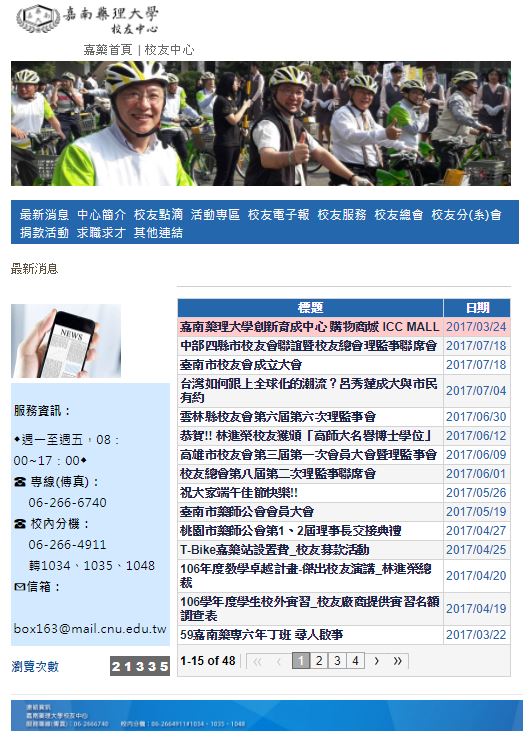 嘉南藥理大學
校友中心
嘉藥首頁 | 校友中心
最新消息 中心簡介 校友點滴 活動專區 校友電子報 校友服務 校友總會 校友分(系)會
捐款活動 求職求才 其他連結
最新消息
NEWS
服務資訊：
◆週一至週五，08：
00~17：00◆
☎ 專線(傳真)：
06-266-6740
☎ 校內分機：
06-266-4911
轉1034、1035、1048
✉信箱：
box163@mail.cnu.edu.tw
瀏覽次數 21335
標題 日期
嘉南藥理大學創新育成中心 購物商城 ICC MALL 2017/03/24
中部四縣市校友會聯誼暨校友總會理監事聯席會 2017/07/18
臺南市校友會成立大會 2017/07/18
台灣如何跟上全球化的潮流？呂秀蓮成大與市民
有約 2017/07/04
雲林縣校友會第六屆第六次理監事會 2017/06/30
恭賀!! 林進榮校友獲頒「高師大名譽博士學位」 2017/06/12
高雄市校友會第三屆第一次會員大會暨理監事會 2017/06/09
校友總會第八屆第二次理監事聯席會 2017/06/01
祝大家端午佳節快樂!! 2017/05/26
臺南市藥師公會會員大會 2017/05/19
桃園市藥師公會第1、2屆理事長交接典禮 2017/04/27
T-Bike嘉藥站設置費_校友募款活動 2017/04/25
106年度教學卓越計畫-傑出校友演講_林進榮總
裁 2017/04/20
106學年度學生校外實習_校友廠商提供實習名額
調查表 2017/04/19
59嘉南藥專六年丁班 尋人啟事 2017/03/22
1-15 of 48 1 2 3 4
連絡資訊
嘉南藥理大學校友中心
服務專線(傳真)：06-2666740 校內分機：06-2664911#1034、1035、1048